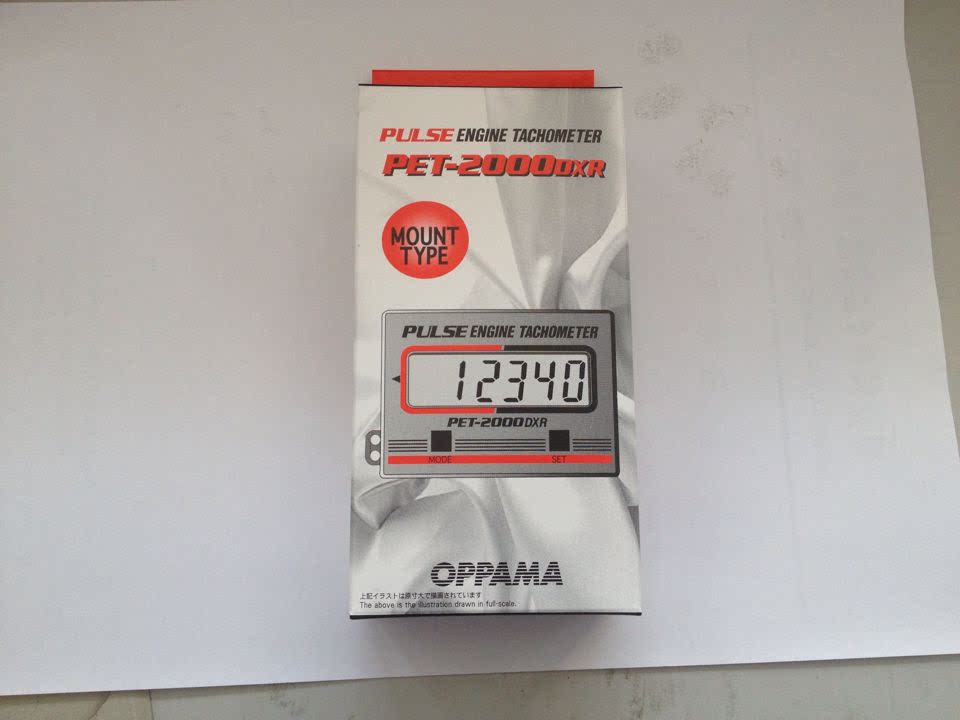 PULSE ENGINE TACHOMETER
PET-2000DXR
MOUNT
TYPE
PULSE ENGINE TACHOMETER
12340
PET-2000DXR
MODE SET
OPPAMA
上記イラストは原寸大で描画されています
The above is the illustration drawn in full-scale.